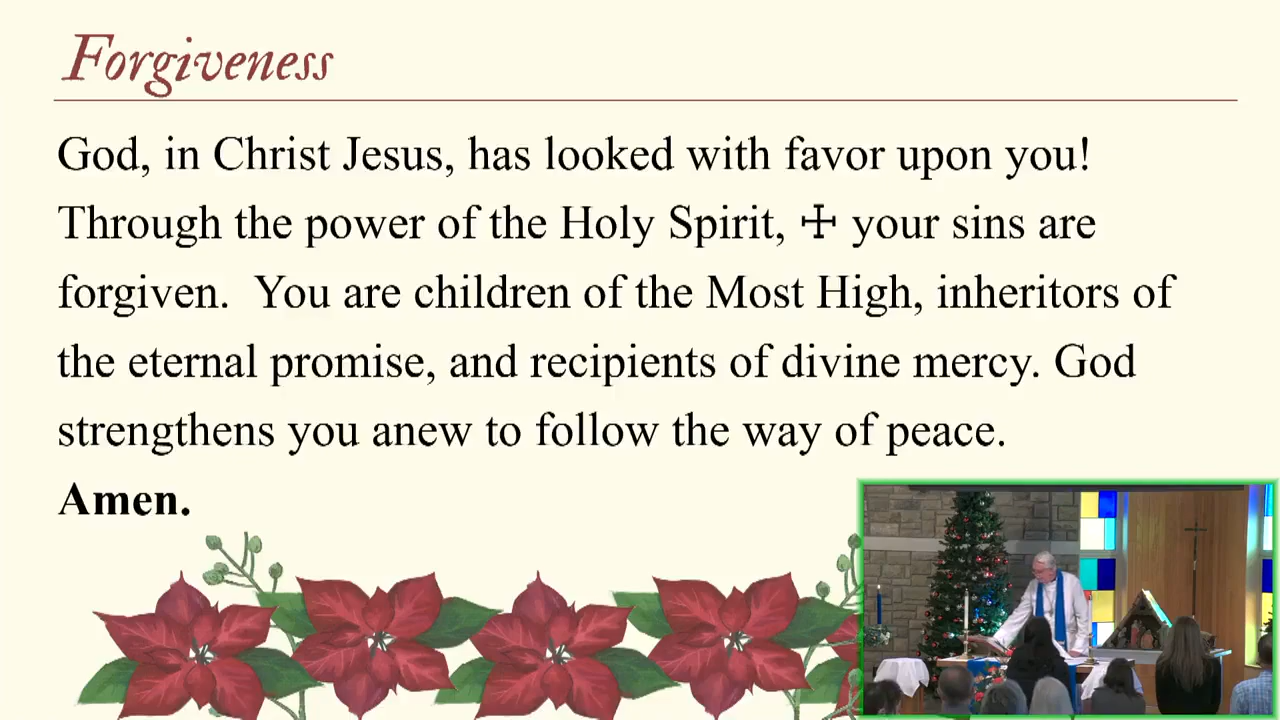 Forgiveness
God, in Christ Jesus, has looked with favor upon you!
Through the power of the Holy Spirit, ☩ your sins are
forgiven.  You are children of the Most High, inheritors of
the eternal promise, and recipients of divine mercy. God
strengthens you anew to follow the way of peace.
Amen.